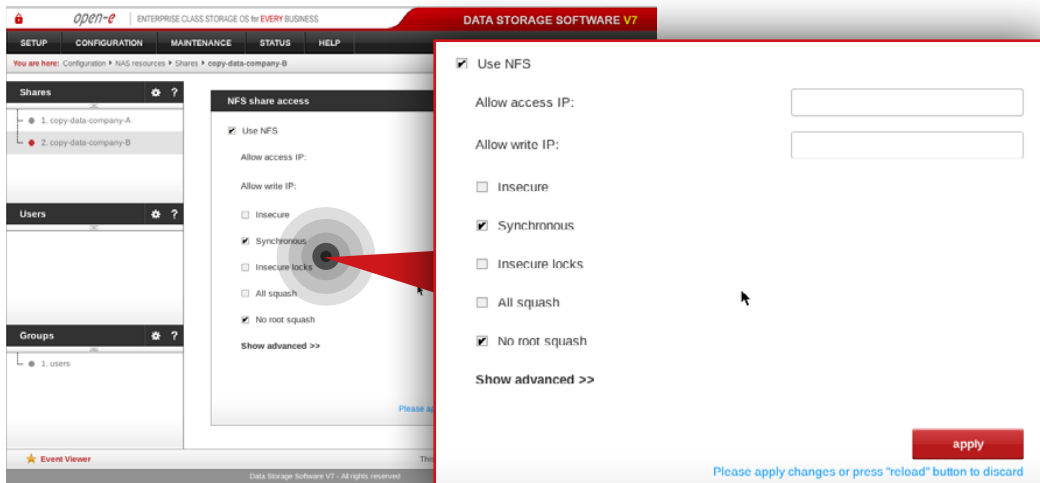 open-e ENTERPRISE CLASS STORAGE OS for EVERY BUSINESS
DATA STORAGE SOFTWARE V7
SETUP CONFIGURATION MAINTENANCE STATUS HELP
You are here: Configuration NAS resources Shares copy-data-company-B
Shares ?
1. copy-data-company-A
2. copy-data-company-B
Users ?
Groups ?
1. users
NFS share access
Use NFS
Allow access IP:
Allow write IP:
Insecure
Synchronous
Insecure locks
All squash
No root squash
Show advanced >>
Please ap
Event Viewer
This
Data Storage Software V7 - All rights reserved
Use NFS
Allow access IP:
Allow write IP:
Insecure
Synchronous
Insecure locks
All squash
No root squash
Show advanced >>
apply
Please apply changes or press "reload" button to discard